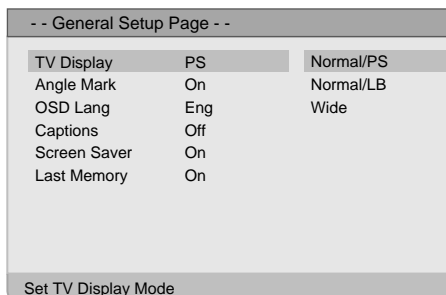 - - General Setup Page - -
TV Display PS Normal/PS
Angle Mark On Normal/LB
OSD Lang Eng Wide
Captions Off
Screen Saver On
Last Memory On
Set TV Display Mode